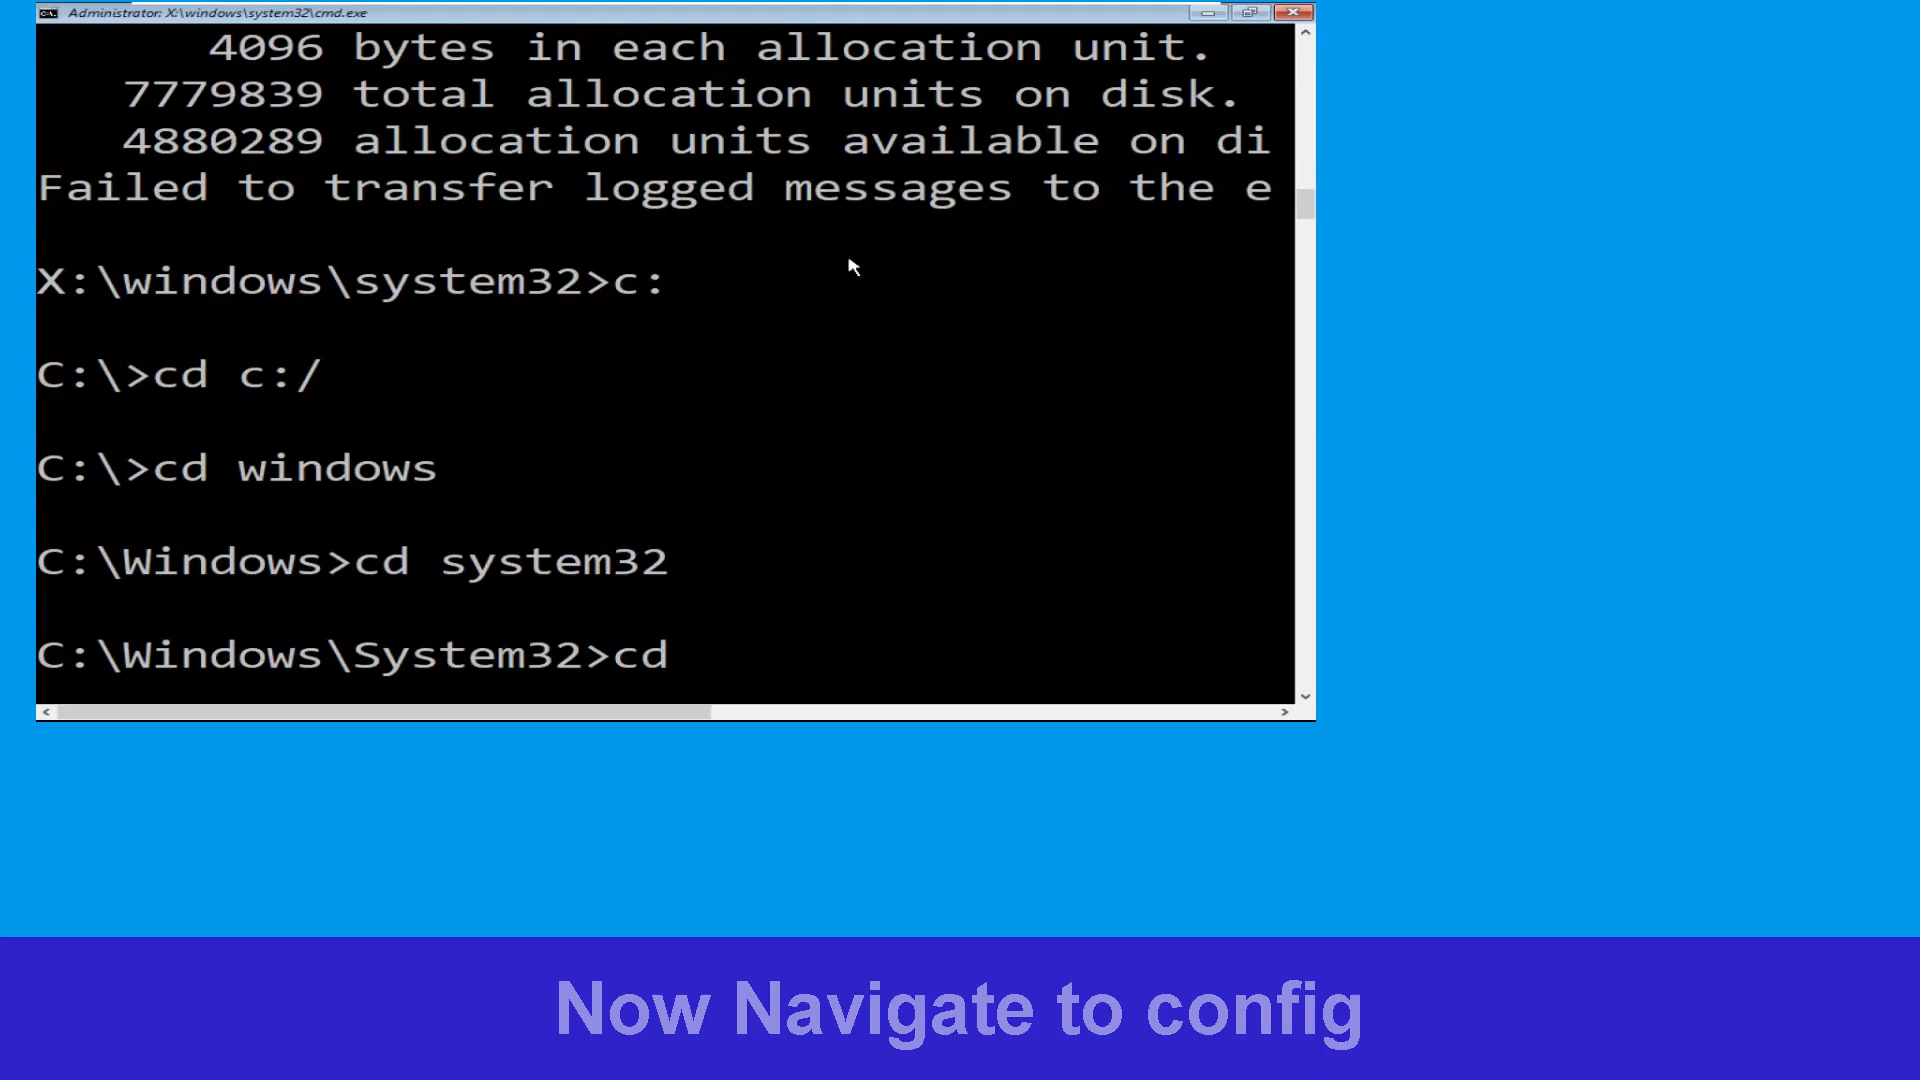 Administrator: X:\windows\system32\cmd.exe
4096 bytes in each allocation unit.
7779839 total allocation units on disk.
4880289 allocation units available on di
Failed to transfer logged messages to the e
X:\windows\system32>c:
C:\>cd c:/
C:\>cd windows
C:\Windows>cd system32
C:\Windows\System32>cd
Now Navigate to config